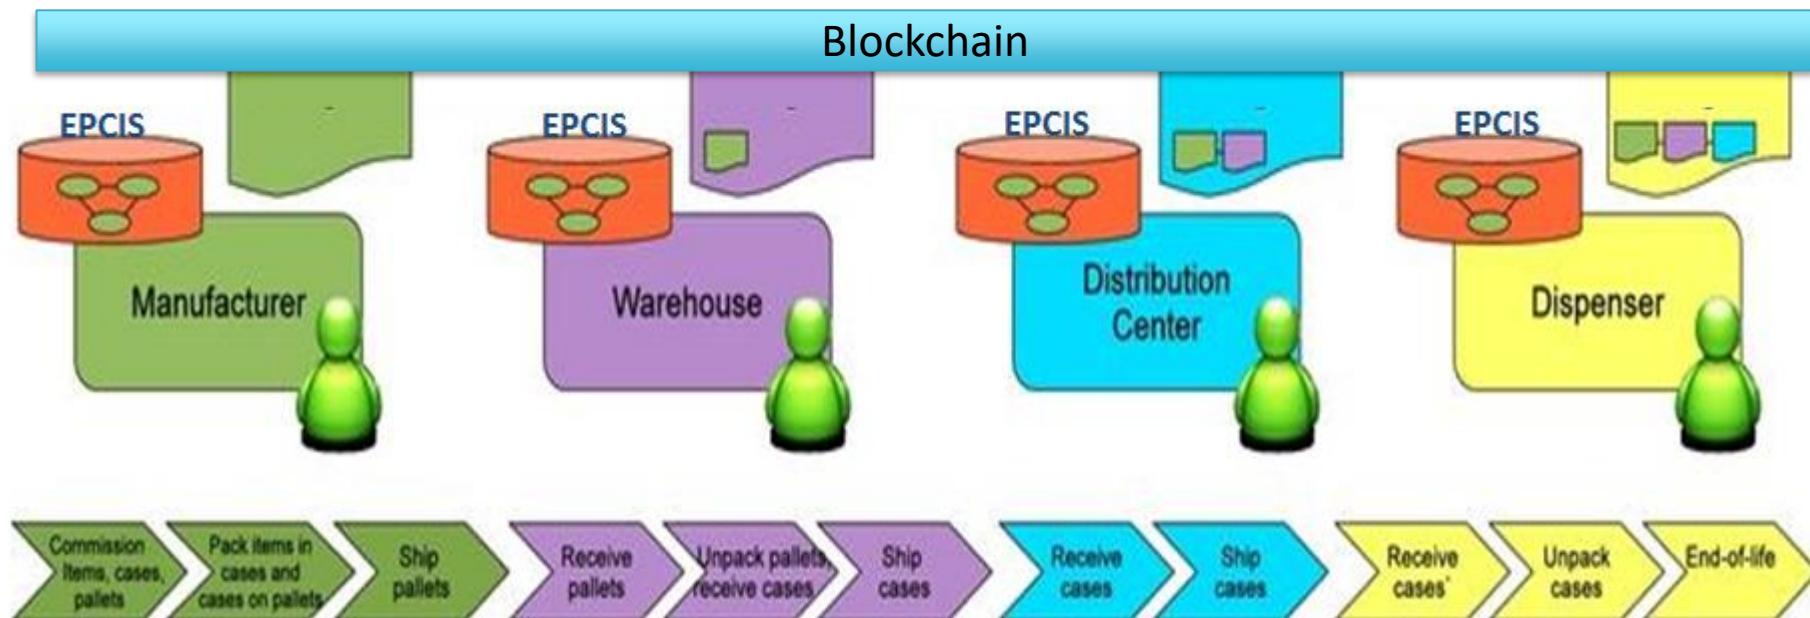 Blockchain
EPCIS
EPCIS
EPCIS
EPCIS
Manufacturer
Warehouse
Distribution
Center
Dispenser
Commission
Items, cases,
pallets
Pack items in
cases and
cases on pallets
Ship
pallets
Receive
pallets
Unpack pallets,
receive cases
Ship
cases
Receive
cases
Ship
cases
Receive
cases*
Unpack
cases
End-of-life